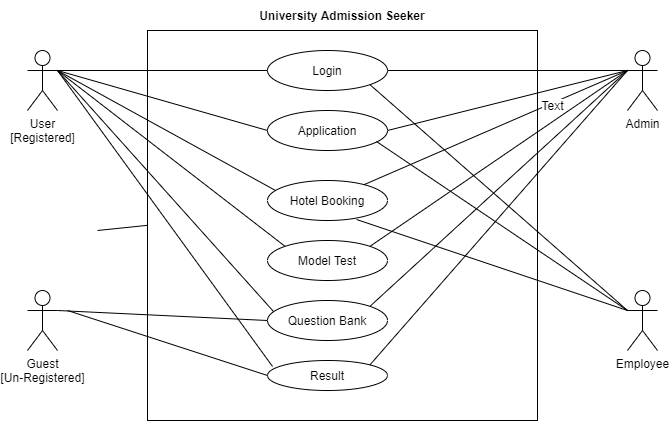 University Admission Seeker
Login
Text
User
[Registered]
Application
Admin
Hotel Booking
Model Test
Question Bank
Guest
[Un-Registered]
Result
Employee